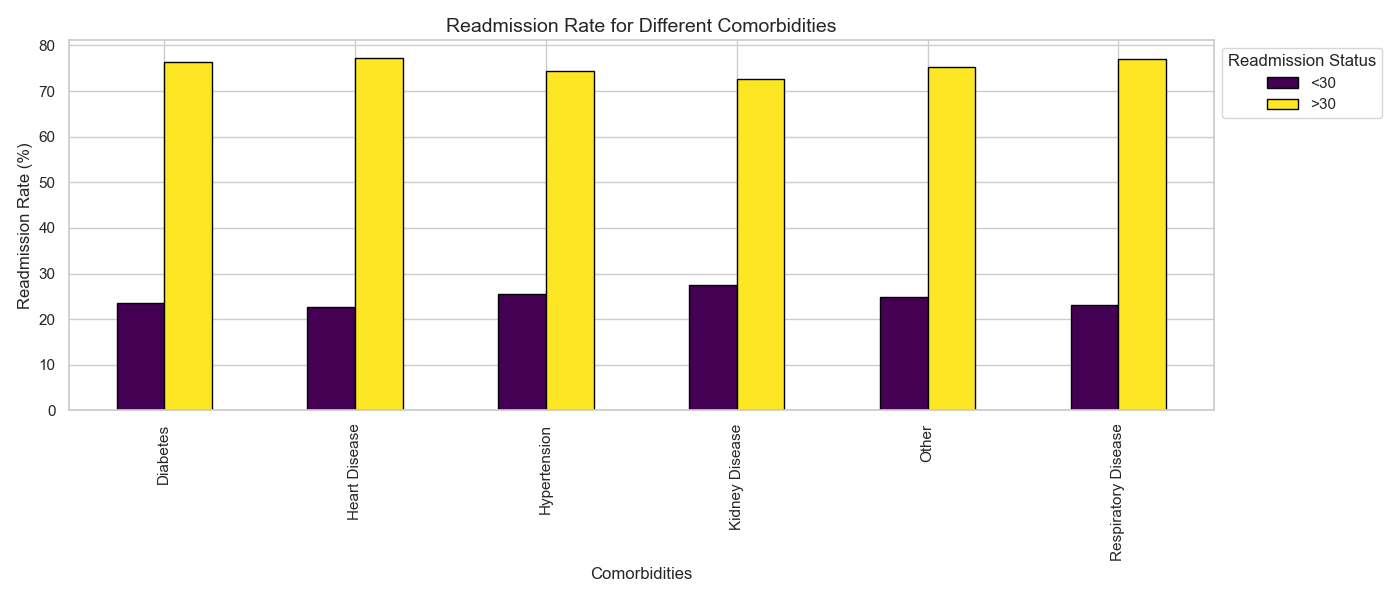 Readmission Rate for Different Comorbidities
Readmission Rate (%)
80
70
60
50
40
30
20
10
0
Diabetes
Heart Disease
Hypertension
Kidney Disease
Other
Respiratory Disease
Comorbidities
Readmission Status
<30
>30